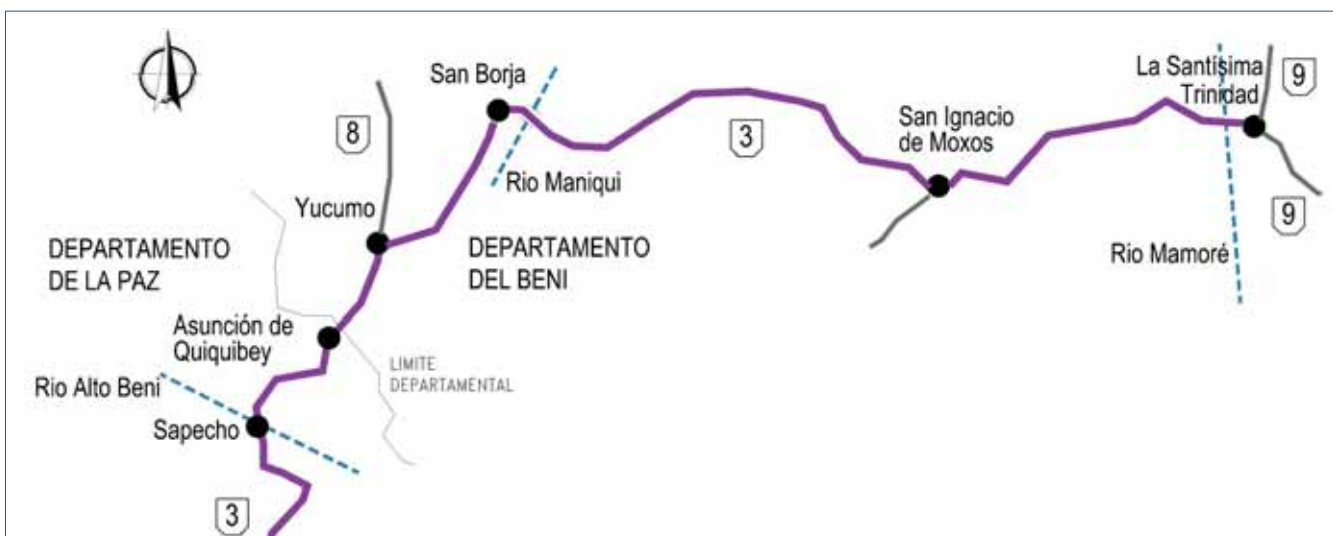 San Borja
La Santísima
Trinidad
9
8
3
San Ignacio
de Moxos
Rio Maniqui
Yucumo
9
DEPARTAMENTO
DE LA PAZ
DEPARTAMENTO
DEL BENI
Rio Mamoré
Asunción de
Quiquibey
LIMITE
DEPARTAMENTAL
Rio Alto Beni
Sapecho
3